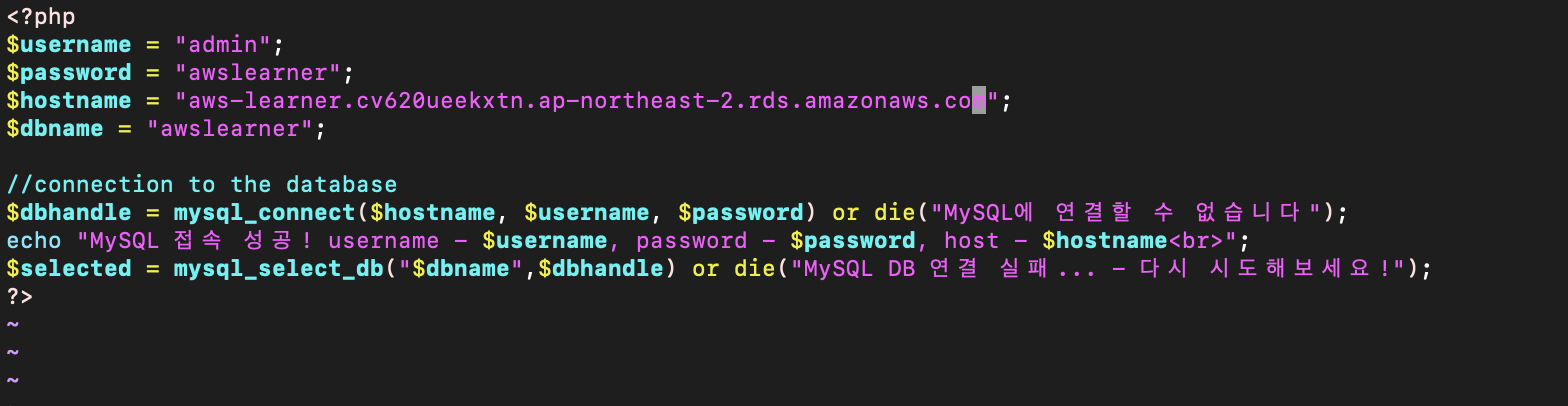 <?php
$username = "admin";
$password = "awslearner";
$hostname = "aws-learner.cv620ueekxtn.ap-northeast-2.rds.amazonaws.com";
$dbname = "awslearner";
//connection to the database
$dbhandle = mysql_connect($hostname, $username, $password) or die("MySQL에 연결할 수 없습니다");
echo "MySQL 접속 성공! username - $username, password - $password, host - $hostname<br>";
$selected = mysql_select_db("$dbname",$dbhandle) or die("MySQL DB 연결 실패... - 다시 시도해보세요!");
?>
~
~
~